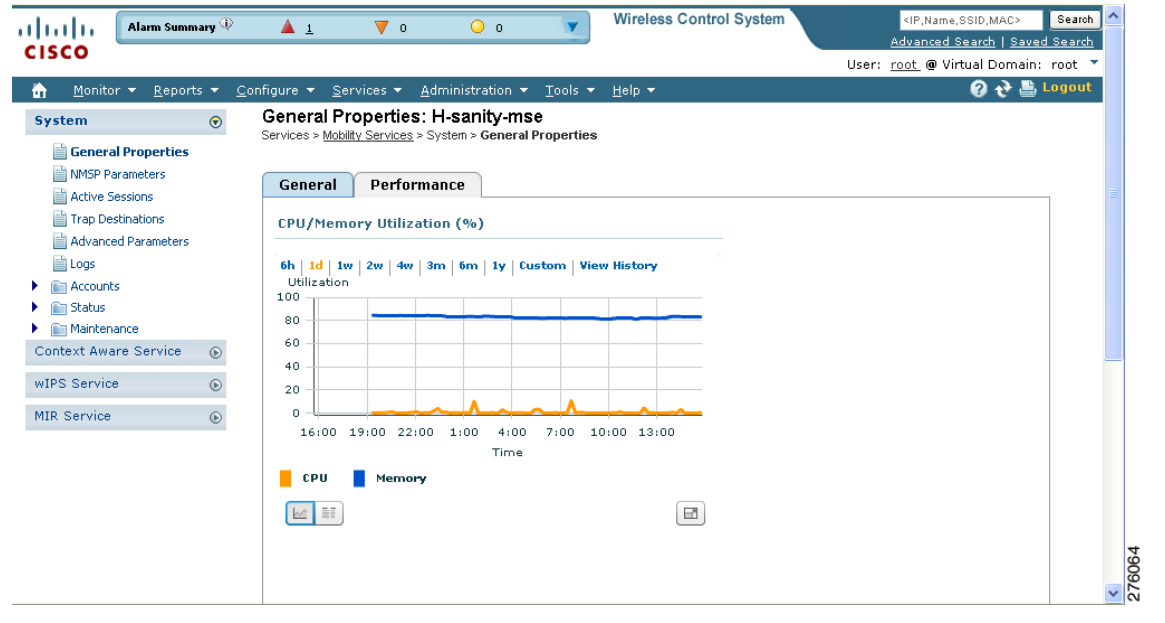 CISCO
Alarm Summary 1 0 0
Wireless Control System
<IP,Name,SSID,MAC> Search
Advanced Search | Saved Search
User: root @ Virtual Domain: root
Monitor Reports Configure Services Administration Tools Help Logout
System
General Properties
NMSP Parameters
Active Sessions
Trap Destinations
Advanced Parameters
Logs
Accounts
Status
Maintenance
Context Aware Service
wIPS Service
MIR Service
General Properties: H-sanity-mse
Services > Mobility Services > System > General Properties
General Performance
CPU/Memory Utilization (%)
6h | 1d | 1w | 2w | 4w | 3m | 6m | 1y | Custom | View History
Utilization
100
80
60
40
20
0
16:00 19:00 22:00 1:00 4:00 7:00 10:00 13:00
Time
CPU Memory
276064